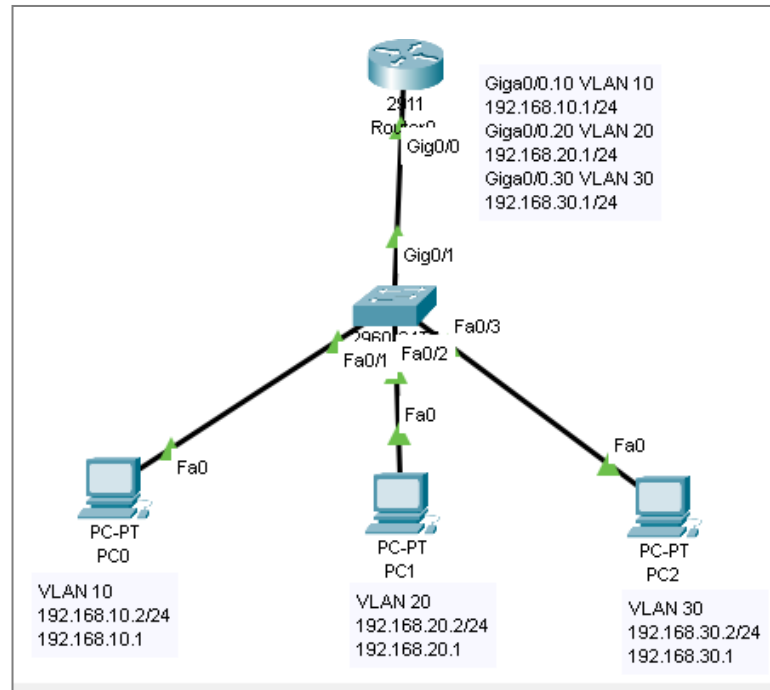 2911
Giga0/0.10 VLAN 10
192.168.10.1/24
Giga0/0.20 VLAN 20
192.168.20.1/24
Giga0/0.30 VLAN 30
192.168.30.1/24
Router0
Gig0/0
Gig0/1
Fa0/3
Fa0/1
Fa0/2
Fa0
Fa0
Fa0
PC-PT
PC0
PC-PT
PC1
PC-PT
PC2
VLAN 10
192.168.10.2/24
192.168.10.1
VLAN 20
192.168.20.2/24
192.168.20.1
VLAN 30
192.168.30.2/24
192.168.30.1